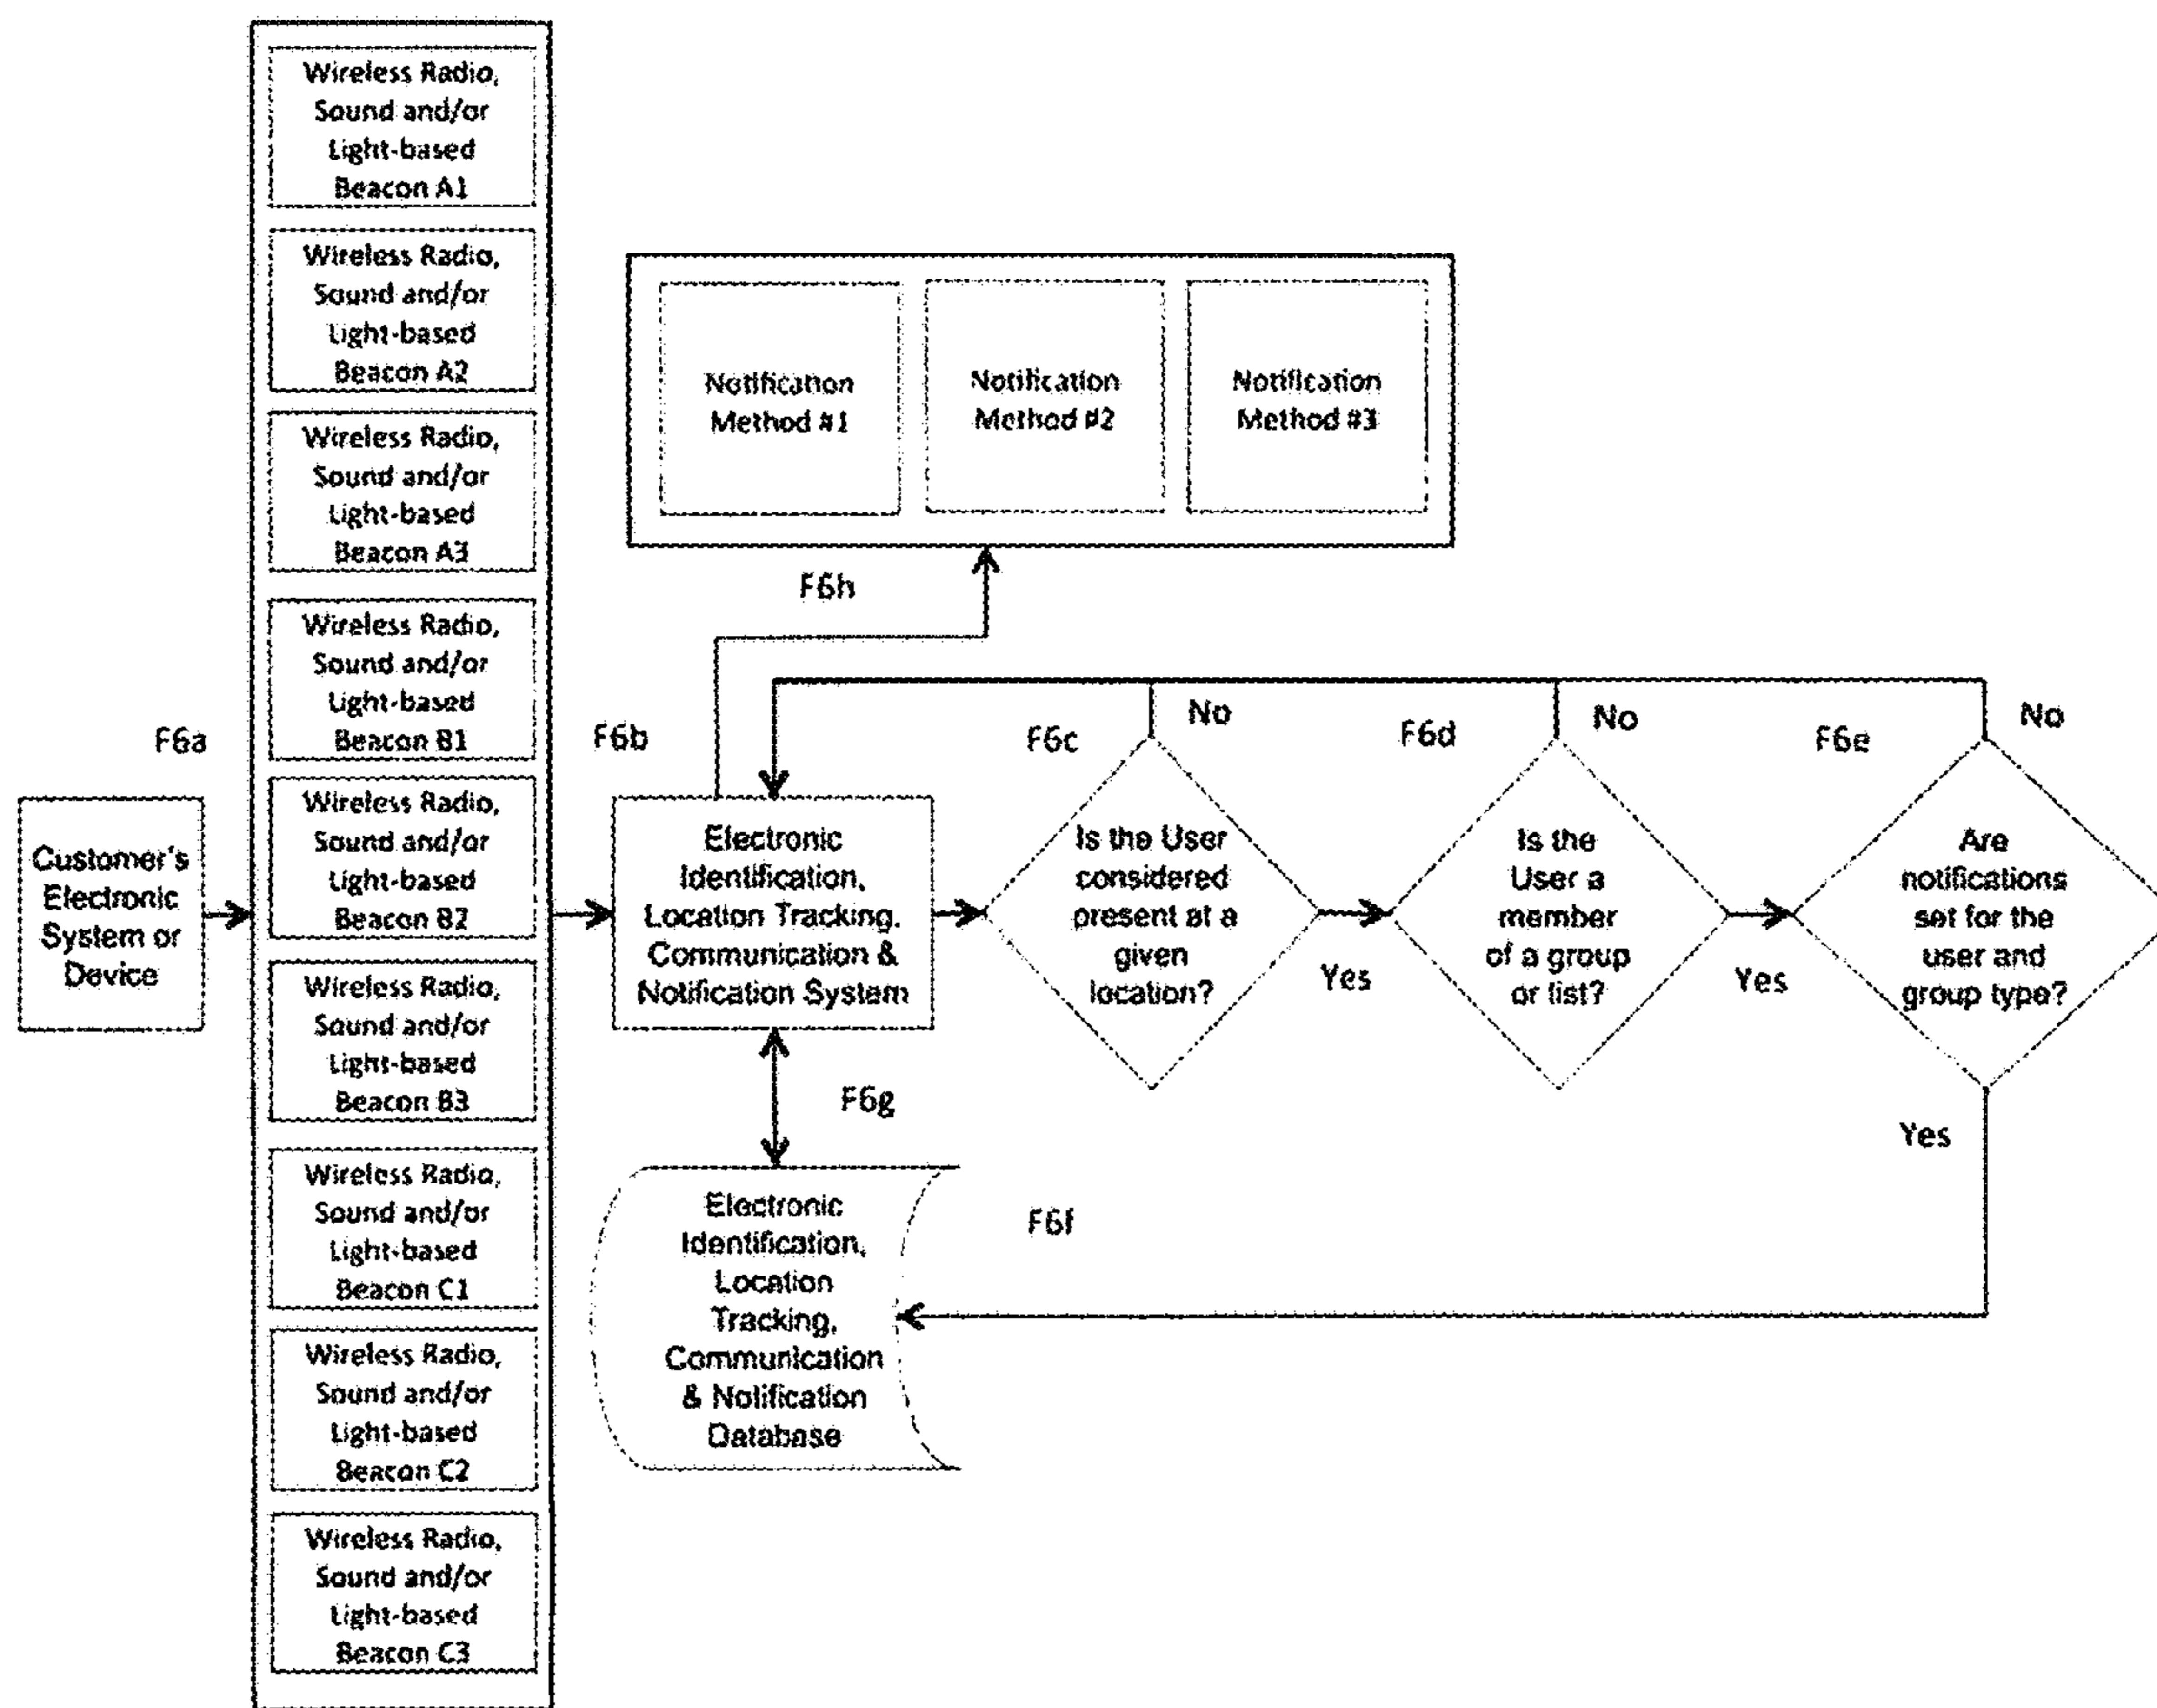 Customer's
Electronic
System or
Device
F6a
Wireless Radio,
Sound and/or
Light-based
Beacon A1
Wireless Radio,
Sound and/or
Light-based
Beacon A2
Wireless Radio,
Sound and/or
Light-based
Beacon A3
Wireless Radio,
Sound and/or
Light-based
Beacon B1
Wireless Radio,
Sound and/or
Light-based
Beacon B2
Wireless Radio,
Sound and/or
Light-based
Beacon B3
Wireless Radio,
Sound and/or
Light-based
Beacon C1
Wireless Radio,
Sound and/or
Light-based
Beacon C2
Wireless Radio,
Sound and/or
Light-based
Beacon C3
Notification
Method #1
Notification
Method #2
Notification
Method #3
F6h
F6b
Electronic
Identification,
Location Tracking,
Communication &
Notification System
F6c
No
Is the User
considered
present at a
given
location?
Yes
F6d
No
Is the
User a
member
of a group
or list?
Yes
F6e
No
Are
notifications
set for the
user and
group type?
Yes
F6g
F6f
Electronic
Identification,
Location
Tracking,
Communication
& Notification
Database